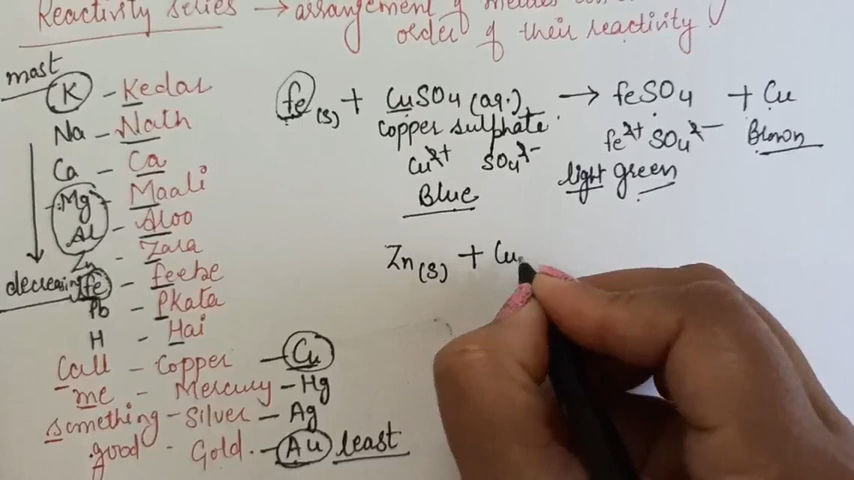 Reactivity series → arrangement of metals
order of their reactivity
most
K - Kedar
Na - Nath
Ca - Ca
Mg - Maali
Al - Aloo
Zn - Zara
decreasing fe - feeke
Pb - Pkata
H - Hai
Call - Copper - Cu
me - Mercury - Hg
something - Silver - Ag
good - Gold. - Au least
fe(s) + CuSO4 (aq.) → feSO4 + Cu
copper sulphate
Cu2+ SO42-
Blue
fe2+ SO42-
light green
Brown
Zn(s) + Cu